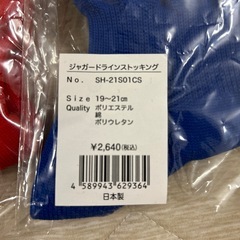 ジャガードラインストッキング
No. SH-21S01CS
Size 19～21㎝
Quality ポリエステル
綿
ポリウレタン
￥2,640(税込)
4 589943 629364
日本製